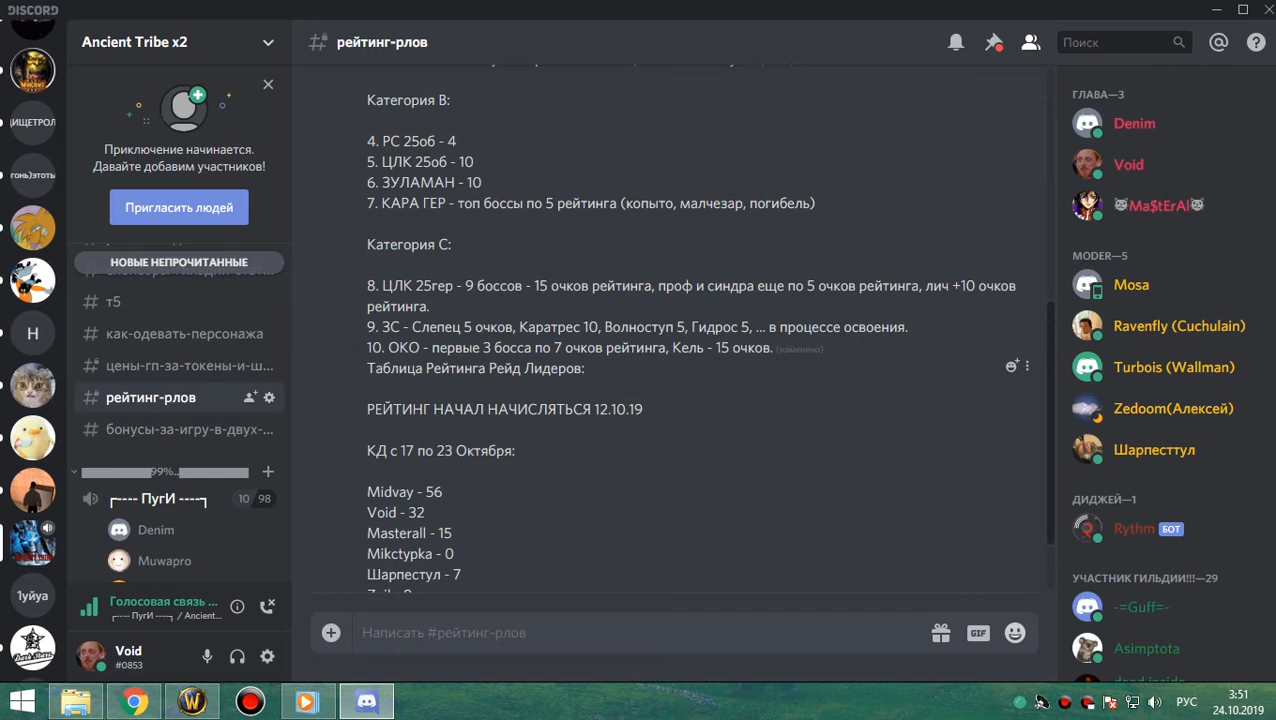 DISCORD
Ancient Tribe x2
рейтинг-рлов
Поиск
ИЩЕТРОЛ
гонь)этоты
Н
1уйуа
Приключение начинается.
Давайте добавим участников!
Пригласить людей
НОВЫЕ НЕПРОЧИТАННЫЕ
т5
как-одевать-персонажа
цены-гп-за-токены-и-ш...
рейтинг-рлов
бонусы-за-игру-в-двух-...
99%..
┌---- ПугИ ----┐
10 98
Denim
Muwapro
Голосовая связь ...
┌---- ПугИ ----┐ / Ancient...
Void
#0853
Категория B:
4. РС 25об - 4
5. ЦЛК 25об - 10
6. ЗУЛАМАН - 10
7. КАРА ГЕР - топ боссы по 5 рейтинга (копыто, малчезар, погибель)
Категория С:
8. ЦЛК 25гер - 9 боссов - 15 очков рейтинга, проф и синдра еще по 5 очков рейтинга, лич +10 очков
рейтинга.
9. ЗС - Слепец 5 очков, Каратрес 10, Волноступ 5, Гидрос 5, ... в процессе освоения.
10. ОКО - первые 3 босса по 7 очков рейтинга, Кель - 15 очков. (изменено)
Таблица Рейтинга Рейд Лидеров:
РЕЙТИНГ НАЧАЛ НАЧИСЛЯТЬСЯ 12.10.19
КД с 17 по 23 Октября:
Midvay - 56
Void - 32
Masterall - 15
Mikctypka - 0
Шарпестул - 7
Написать #рейтинг-рлов
GIF
ГЛАВА—3
Denim
Void
Ma$tErAl
MODER—5
Mosa
Ravenfly (Cuchulain)
Turbois (Wallman)
Zedoom(Алексей)
Шарпесттул
ДИДЖЕЙ—1
Rythm БОТ
УЧАСТНИК ГИЛЬДИИ!!!—29
-=Guff=-
Asimptota
dead inside
РУС
3:51
24.10.2019